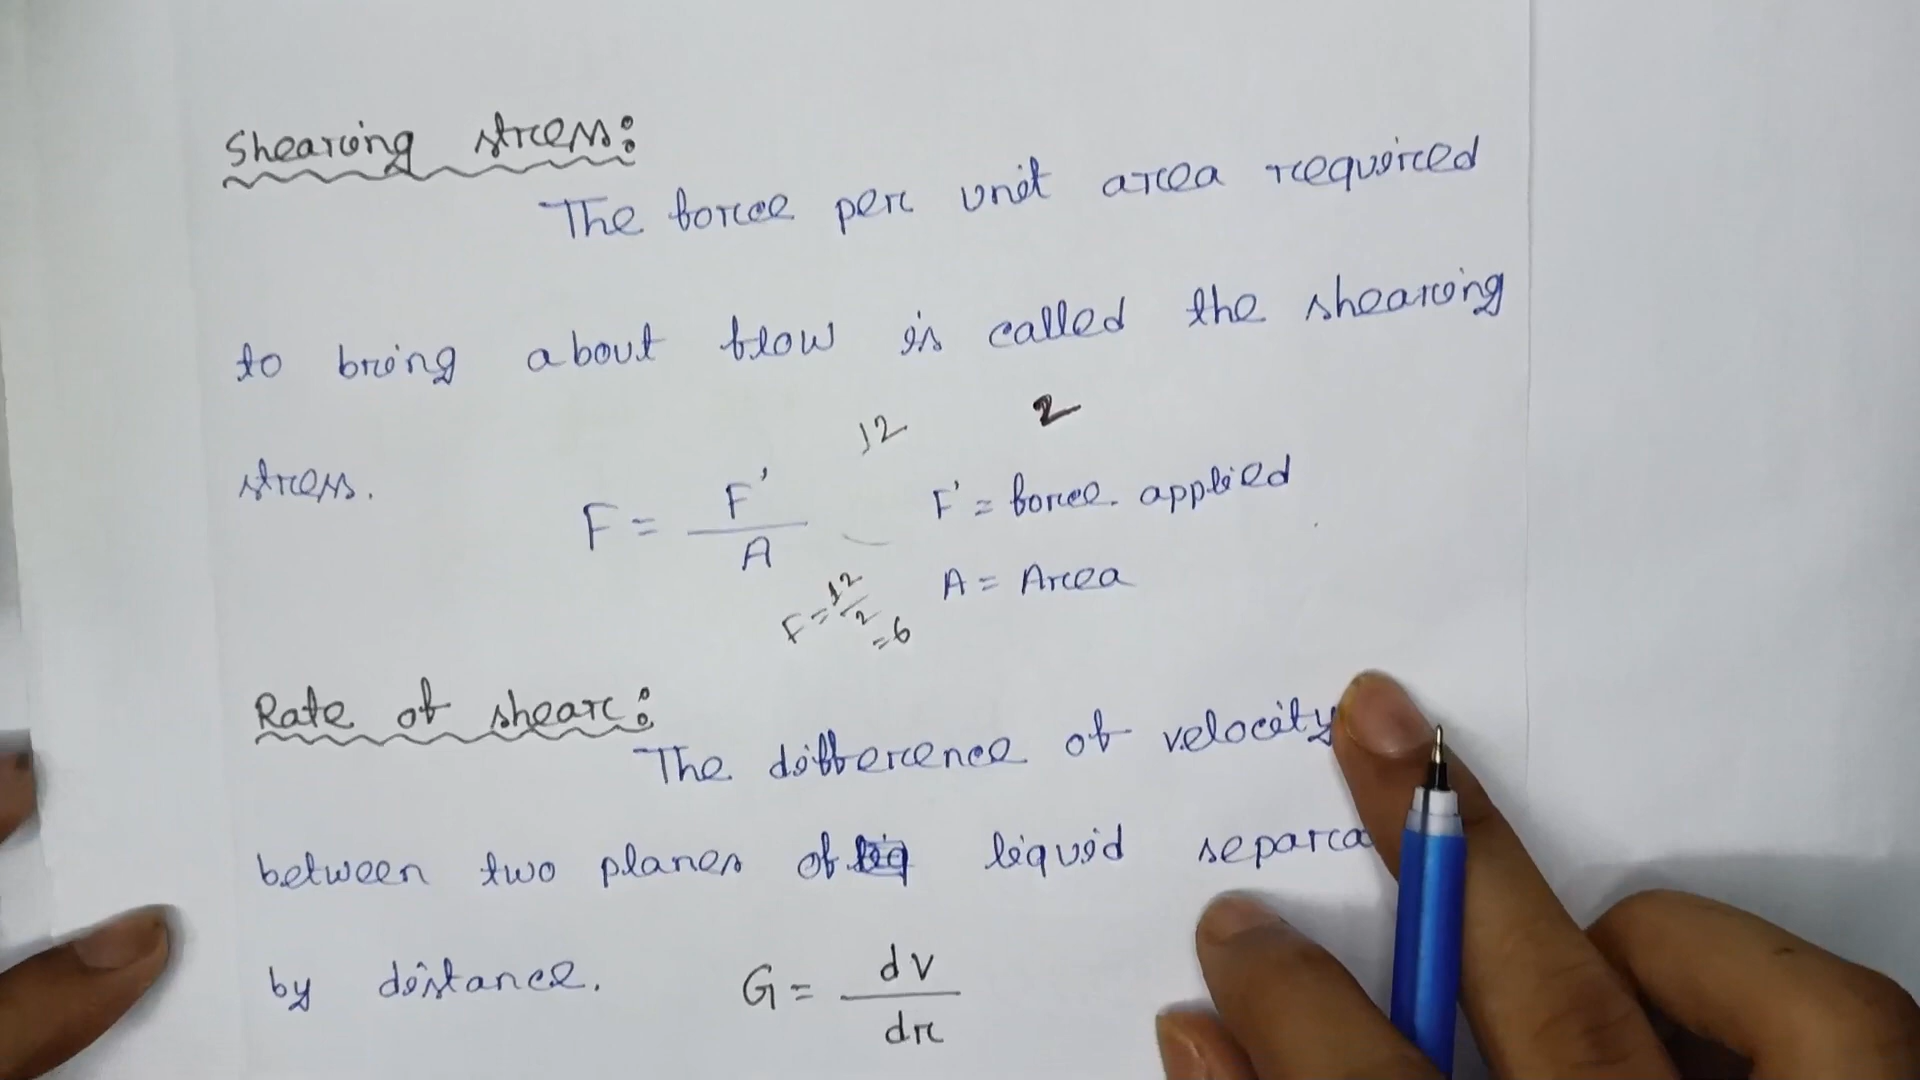 Shearing stress:
The force per unit area required
to bring about flow is called the shearing
12 2
stress.
F = F' / A
F' = force applied
A = Area
F = 12 / 2
= 6
Rate of shear:
The difference of velocity
between two planes of liq liquid separa
by distance.
G = dv / dr